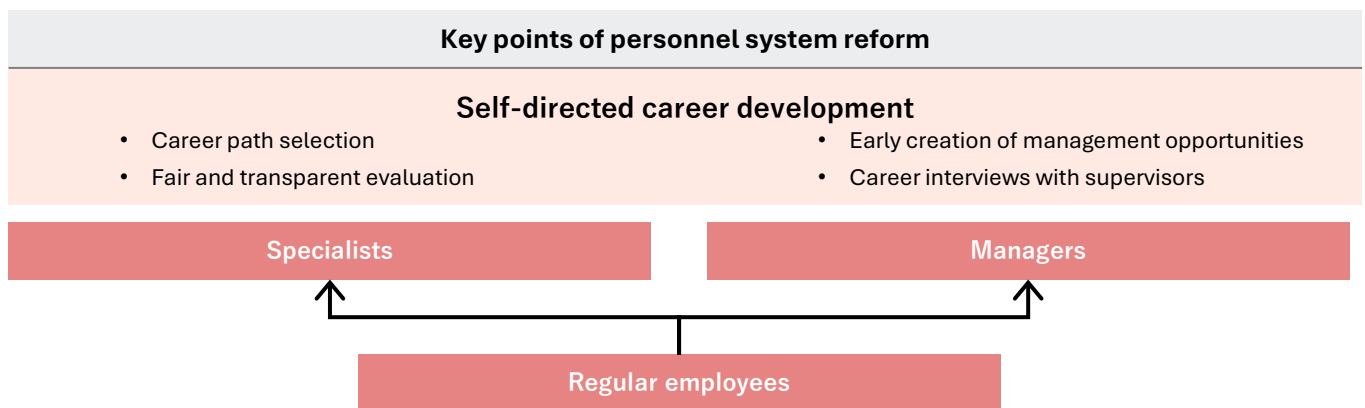 Key points of personnel system reform
Self-directed career development
• Career path selection
• Fair and transparent evaluation
• Early creation of management opportunities
• Career interviews with supervisors
Specialists
Managers
Regular employees